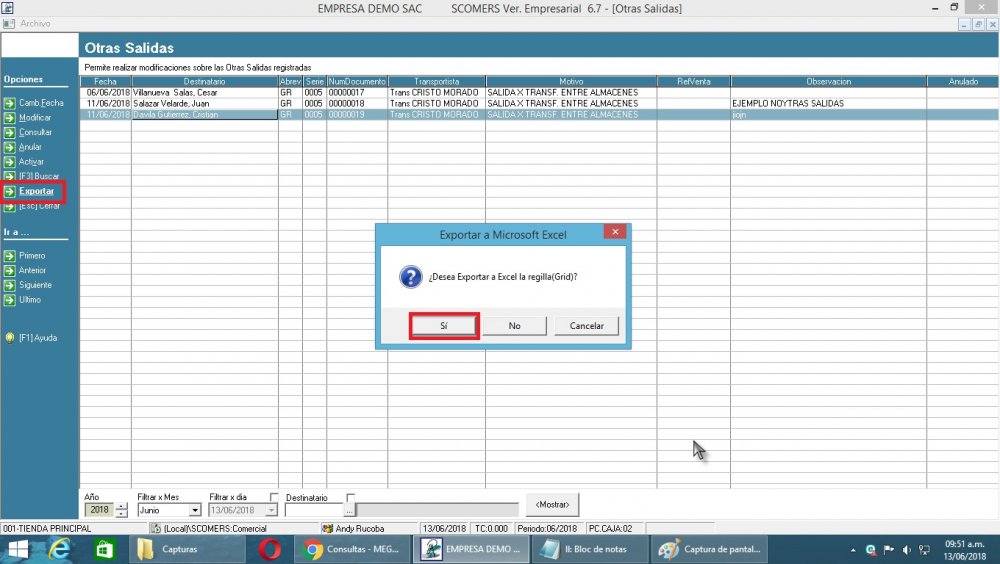 EMPRESA DEMO SAC SCOMERS Ver. Empresarial 6.7 - [Otras Salidas]
Archivo
Otras Salidas
Permite realizar modificaciones sobre las Otras Salidas registradas
Opciones
Camb.Fecha
Modificar
Consultar
Anular
Activar
[F3] Buscar
Exportar
[Esc] Cerrar
Ir a ...
Primero
Anterior
Siguiente
Ultimo
[F1] Ayuda
Fecha Destinatario Abrev Serie NumDocumento Transportista Motivo RefVenta Observacion Anulado
06/06/2018 Villanueva Salas, Cesar GR 0005 00000017 Trans CRISTO MORADO SALIDA X TRANSF. ENTRE ALMACENES
11/06/2018 Salazar Velarde, Juan GR 0005 00000018 Trans CRISTO MORADO SALIDA X TRANSF. ENTRE ALMACENES EJEMPLO NOYTRAS SALIDAS
11/06/2018 Davila Gutierrez, Cristian GR 0005 00000019 Trans CRISTO MORADO SALIDA X TRANSF. ENTRE ALMACENES
Exportar a Microsoft Excel
¿Desea Exportar a Excel la regilla(Grid)?
Sí No Cancelar
Año Filtrar x Mes Filtrar x dia Destinatario
2018 Junio 13/06/2018 ... <Mostrar>
001-TIENDA PRINCIPAL (Local)\SCOMERS:Comercial Andy Rucoba 13/06/2018 TC:0.000 Periodo:06/2018 PC.CAJA:02
Capturas Consultas - MEG... EMPRESA DEMO ... II: Bloc de notas Captura de pantal...
09:51 a.m.
13/06/2018